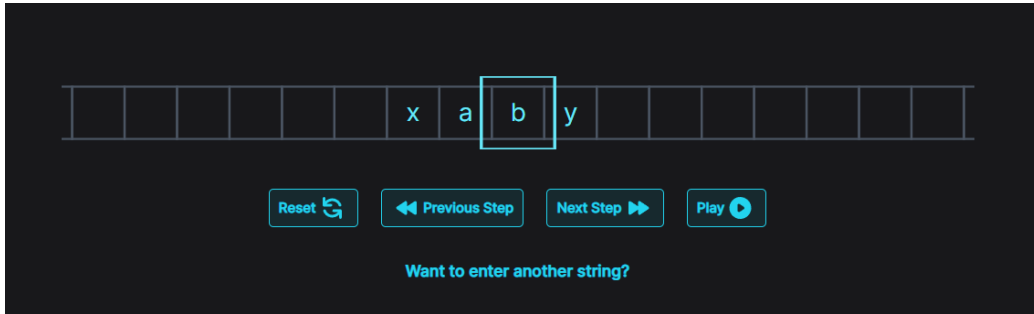 x a b y
Reset Previous Step Next Step Play
Want to enter another string?